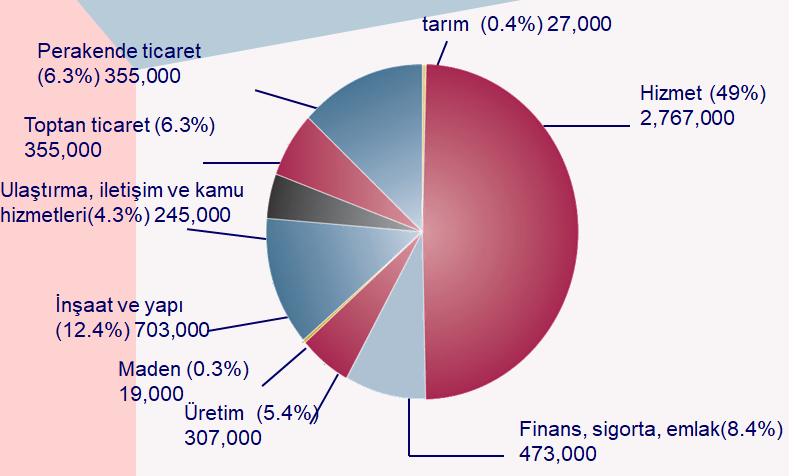 tarım (0.4%) 27,000
Perakende ticaret
(6.3%) 355,000
Hizmet (49%)
2,767,000
Toptan ticaret (6.3%)
355,000
Ulaştırma, iletişim ve kamu
hizmetleri(4.3%) 245,000
İnşaat ve yapı
(12.4%) 703,000
Maden (0.3%)
19,000
Üretim (5.4%)
307,000
Finans, sigorta, emlak(8.4%)
473,000